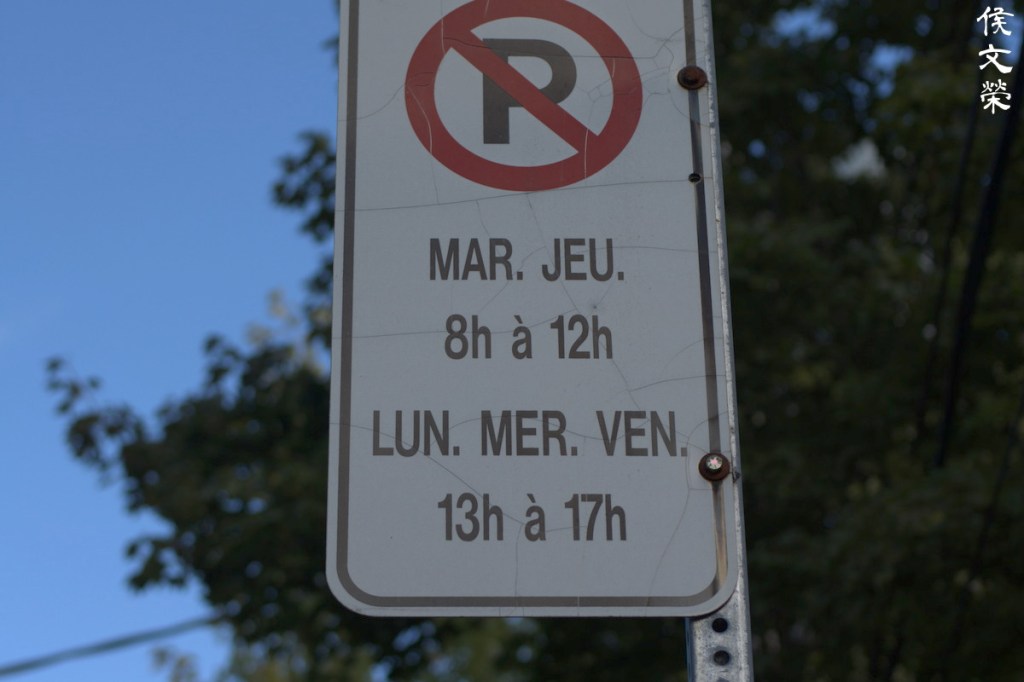 侯文榮
P
MAR. JEU.
8h à 12h
LUN. MER. VEN.
13h à 17h